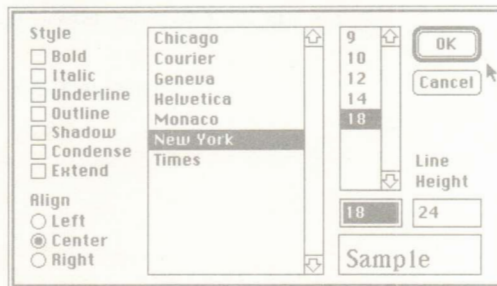 Style
Bold
Italic
Underline
Outline
Shadow
Condense
Extend
Align
Left
Center
Right
Chicago
Courier
Geneva
Helvetica
Monaco
New York
Times
9
10
12
14
18
OK
Cancel
Line
Height
18
24
Sample